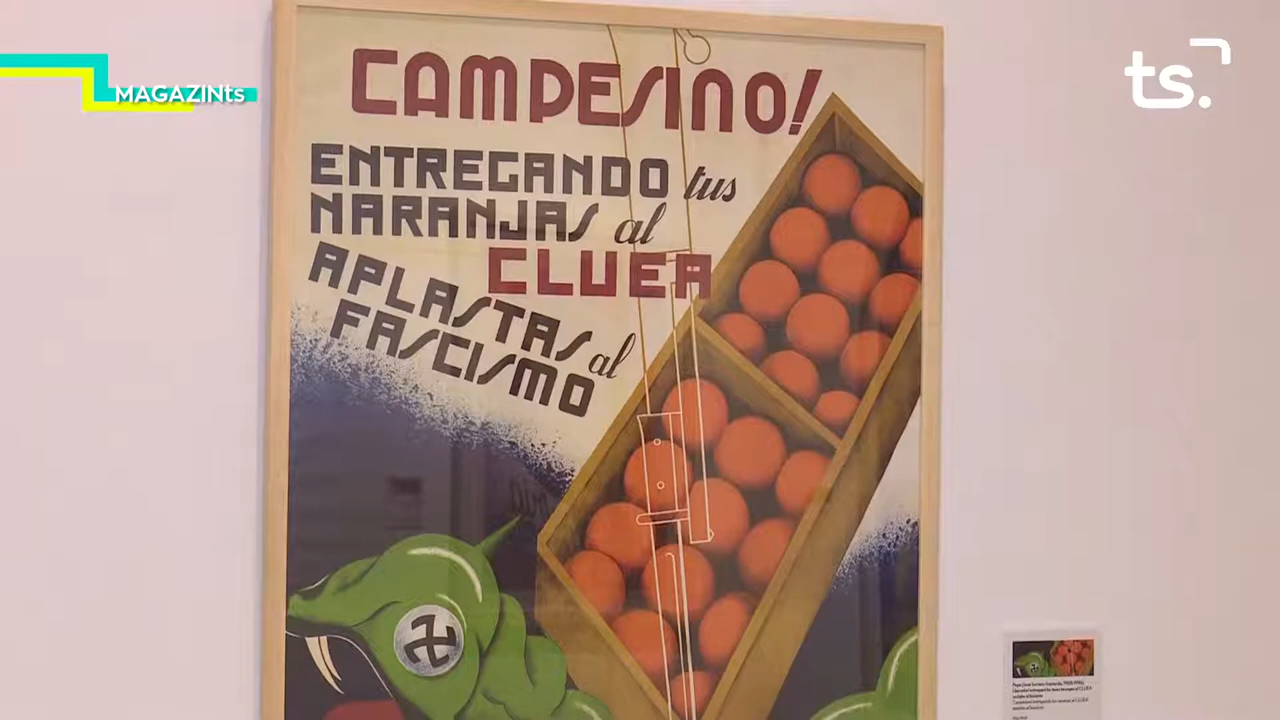 MAGAZINts
ts.
CAMPESINO!
ENTREGANDO tus
NARANJAS al
CLUEA
APLASTAS al
FASCISMO